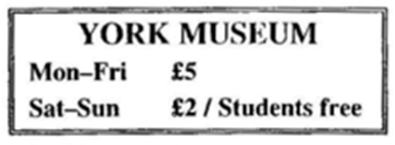 YORK MUSEUM
Mon–Fri £5
Sat–Sun £2 / Students free